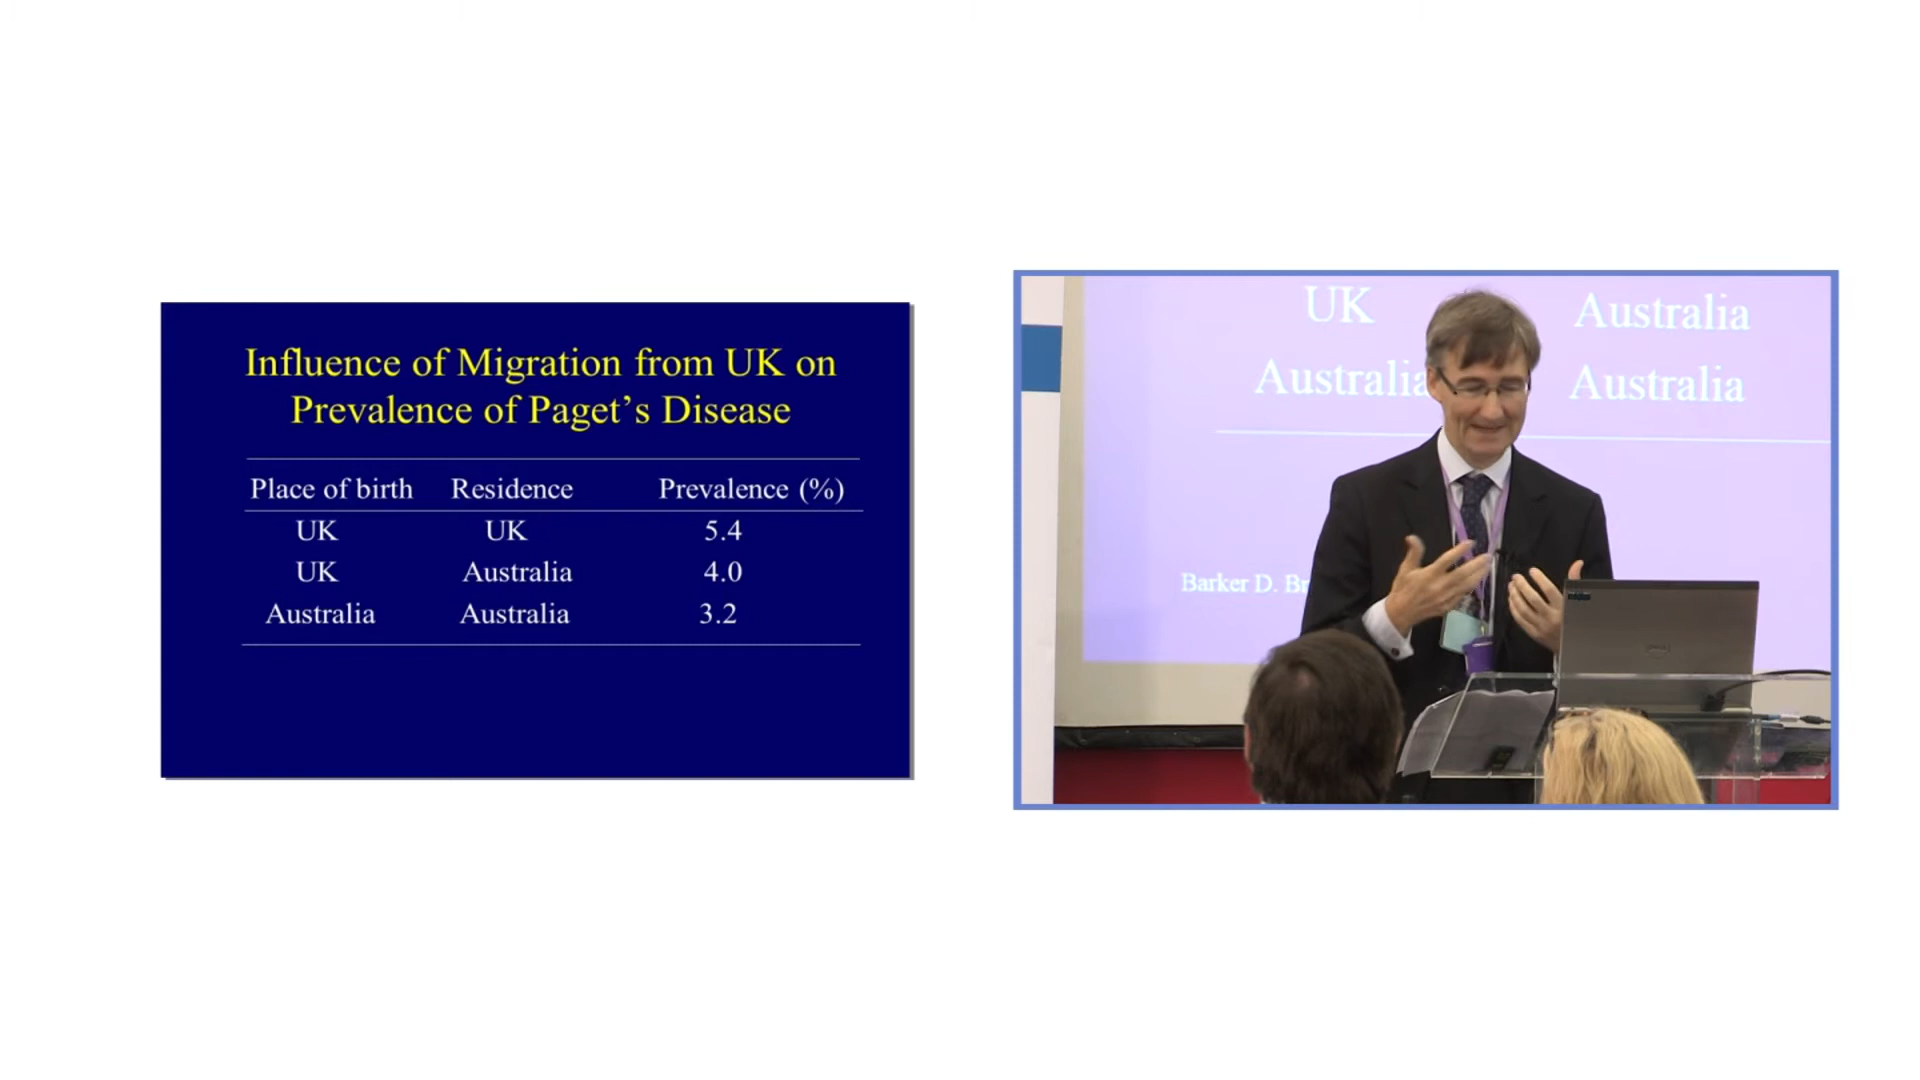 Influence of Migration from UK on
Prevalence of Paget's Disease
Place of birth Residence Prevalence (%)
UK UK 5.4
UK Australia 4.0
Australia Australia 3.2
UK Australia
Australia Australia
Barker D.